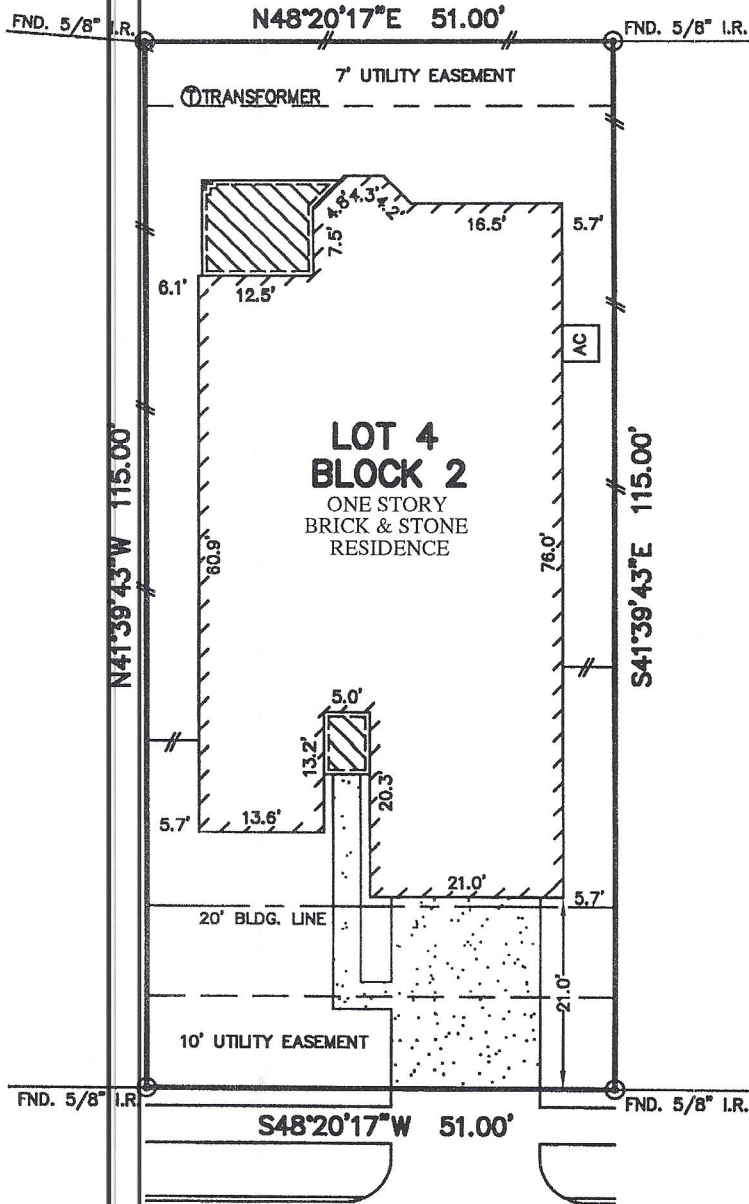 N48°20'17"E 51.00'
FND. 5/8" I.R.
FND. 5/8" I.R.
7' UTILITY EASEMENT
Ⓣ TRANSFORMER
4.8'
4.3'
4.2'
16.5'
5.7'
7.5'
6.1'
12.5'
AC
LOT 4
BLOCK 2
ONE STORY
BRICK & STONE
RESIDENCE
N41°39'43"W 115.00'
60.9'
76.0'
S41°39'43"E 115.00'
5.0'
13.2'
20.3'
5.7'
13.6'
21.0'
5.7'
20' BLDG. LINE
21.0'
10' UTILITY EASEMENT
FND. 5/8" I.R.
FND. 5/8" I.R.
S48°20'17"W 51.00'